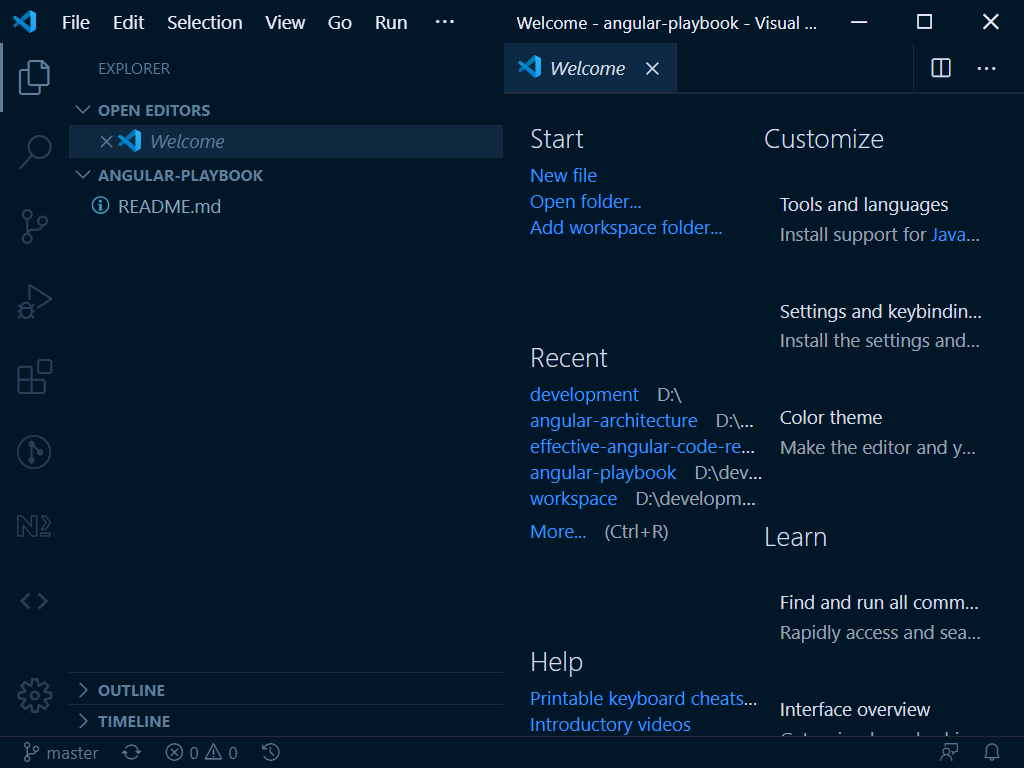 File Edit Selection View Go Run ···
Welcome - angular-playbook - Visual ...
EXPLORER
OPEN EDITORS
Welcome
ANGULAR-PLAYBOOK
README.md
OUTLINE
TIMELINE
Welcome
Start
New file
Open folder...
Add workspace folder...
Recent
development D:\
angular-architecture D:\...
effective-angular-code-re...
angular-playbook D:\dev...
workspace D:\developm...
More... (Ctrl+R)
Help
Printable keyboard cheats...
Introductory videos
Customize
Tools and languages
Install support for Java...
Settings and keybindin...
Install the settings and...
Color theme
Make the editor and y...
Learn
Find and run all comm...
Rapidly access and sea...
Interface overview
master 0 0